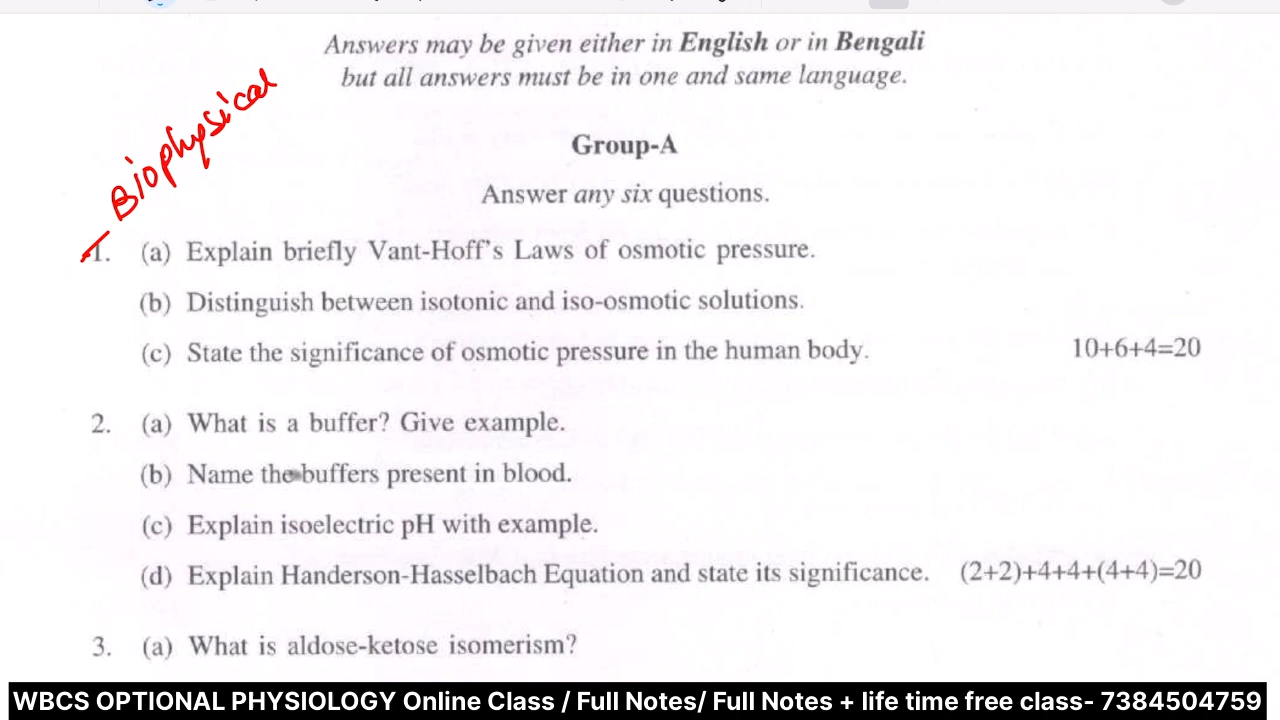 Answers may be given either in English or in Bengali
but all answers must be in one and same language.
Biophysical
Group-A
Answer any six questions.
1. (a) Explain briefly Vant-Hoff's Laws of osmotic pressure.
(b) Distinguish between isotonic and iso-osmotic solutions.
(c) State the significance of osmotic pressure in the human body. 10+6+4=20
2. (a) What is a buffer? Give example.
(b) Name the buffers present in blood.
(c) Explain isoelectric pH with example.
(d) Explain Handerson-Hasselbach Equation and state its significance. (2+2)+4+4+(4+4)=20
3. (a) What is aldose-ketose isomerism?
WBCS OPTIONAL PHYSIOLOGY Online Class / Full Notes/ Full Notes + life time free class- 7384504759